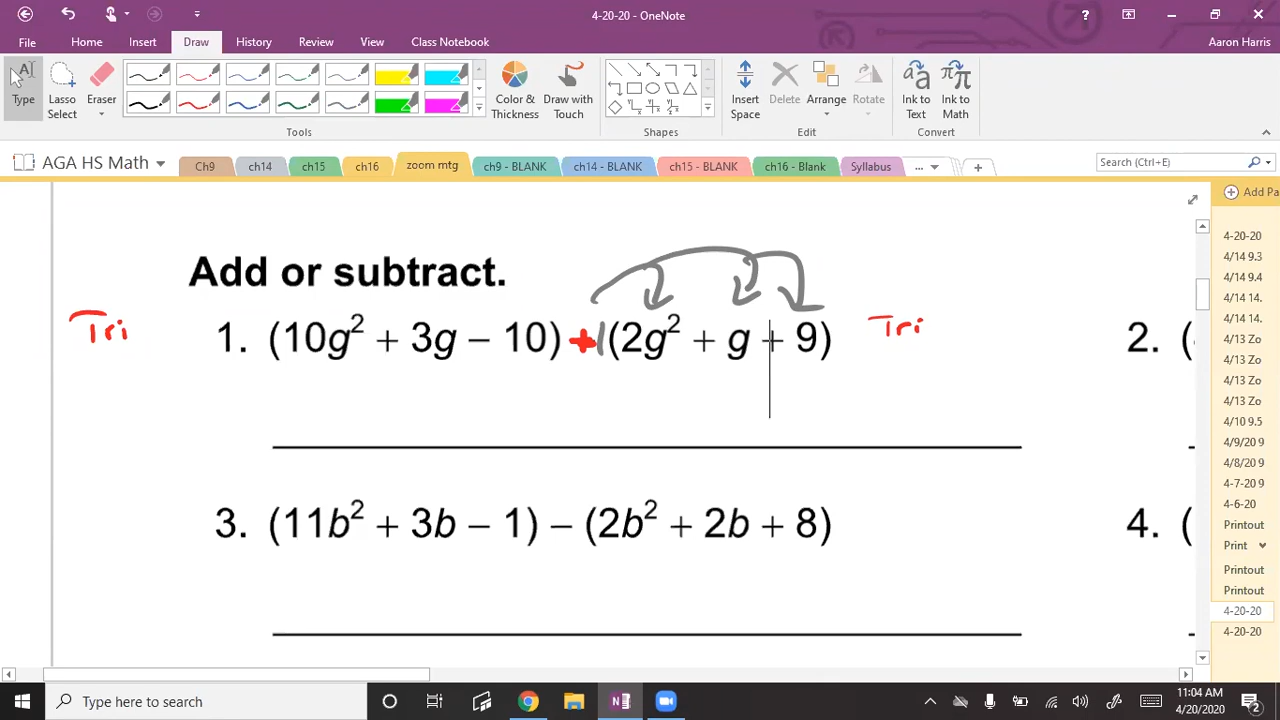 4-20-20 - OneNote
File Home Insert Draw History Review View Class Notebook Aaron Harris
Type Lasso Select Eraser Color & Thickness Draw with Touch Insert Space Delete Arrange Rotate Ink to Text Ink to Math
Tools Shapes Edit Convert
AGA HS Math Ch9 ch14 ch15 ch16 zoom mtg ch9 - BLANK ch14 - BLANK ch15 - BLANK ch16 - Blank Syllabus ... + Search (Ctrl+E)
Add Pa
4-20-20
4/14 9.3
4/14 9.4
4/14 14.
4/14 14.
4/13 Zo
4/13 Zo
4/13 Zo
4/13 Zo
4/10 9.5
4/9/20 9
4/8/20 9
4-7-20 9
4-6-20
Printout
Print
Printout
Printout
4-20-20
4-20-20
Add or subtract.
Tri 1. (10g² + 3g − 10) +1(2g² + g + 9) Tri 2. (
3. (11b² + 3b − 1) − (2b² + 2b + 8) 4. (
Type here to search
11:04 AM
4/20/2020
2